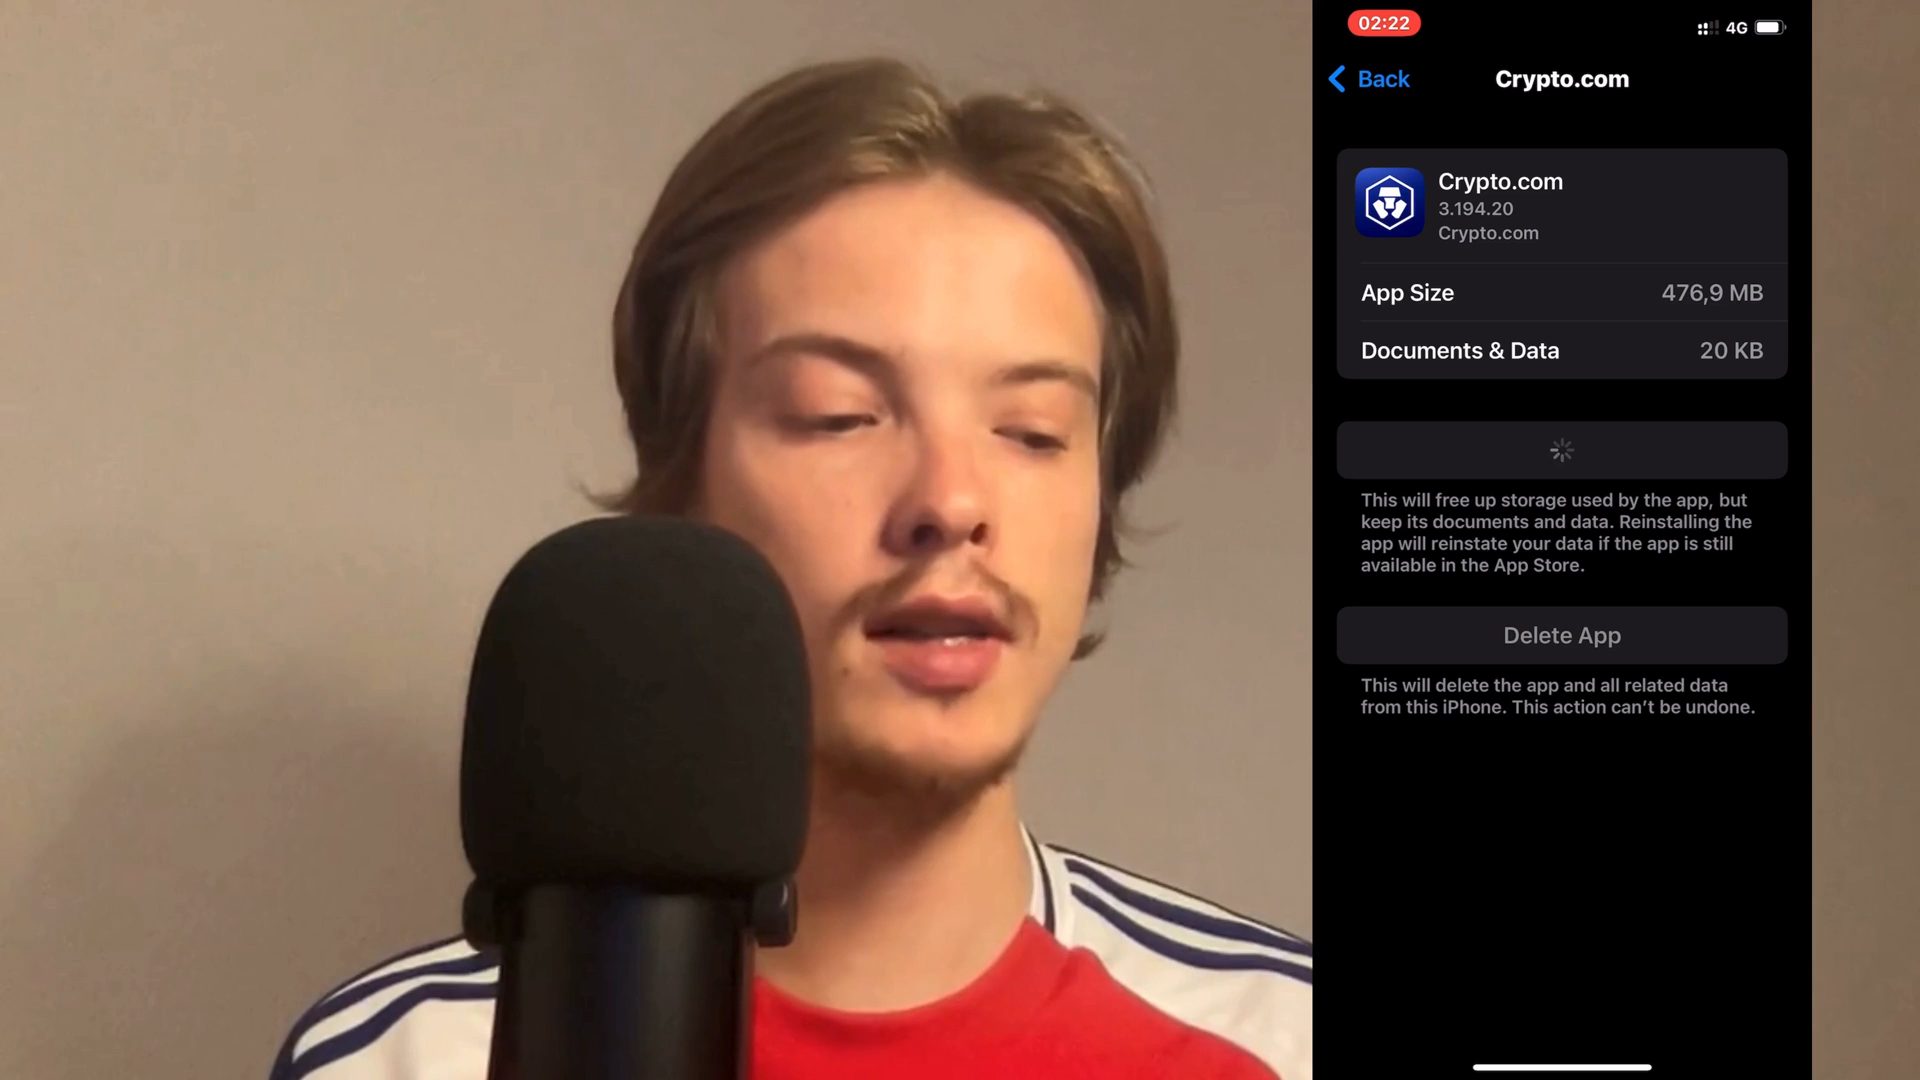 02:22
4G
Back
Crypto.com
Crypto.com
3.194.20
Crypto.com
App Size
476,9 MB
Documents & Data
20 KB
This will free up storage used by the app, but
keep its documents and data. Reinstalling the
app will reinstate your data if the app is still
available in the App Store.
Delete App
This will delete the app and all related data
from this iPhone. This action can’t be undone.